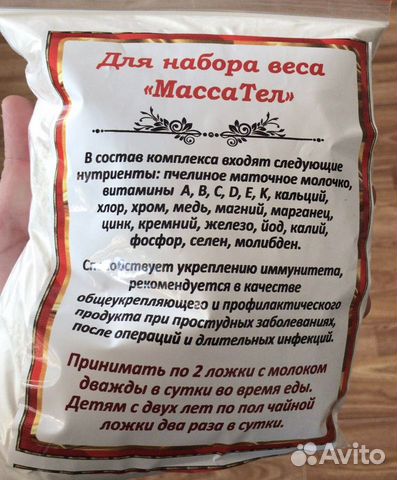 Для набора веса
«МассаТел»
В состав комплекса входят следующие
нутриенты: пчелиное маточное молочко,
витамины А, В, С, D, E, K, кальций,
хлор, хром, медь, магний, марганец,
цинк, кремний, железо, йод, калий,
фосфор, селен, молибден.
Способствует укреплению иммунитета,
рекомендуется в качестве
общеукрепляющего и профилактического
продукта при простудных заболеваниях,
после операций и длительных инфекций.
Принимать по 2 ложки с молоком
дважды в сутки во время еды.
Детям с двух лет по пол чайной
ложки два раза в сутки.
Avito